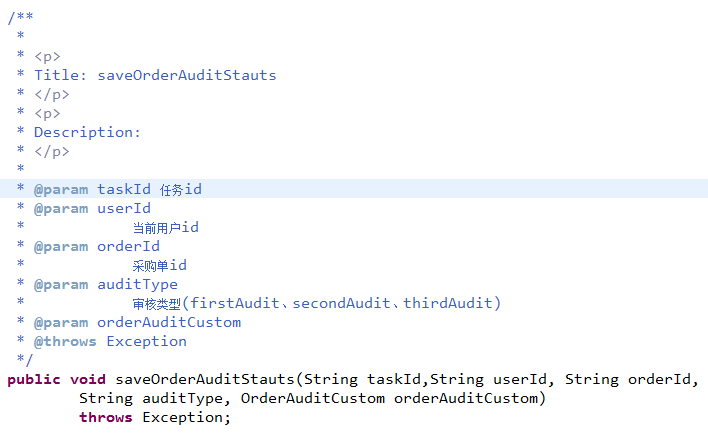 /**
*
* <p>
* Title: saveOrderAuditStauts
* </p>
* <p>
* Description:
* </p>
*
* @param taskId 任务id
* @param userId
* 当前用户id
* @param orderId
* 采购单id
* @param auditType
* 审核类型(firstAudit、secondAudit、thirdAudit)
* @param orderAuditCustom
* @throws Exception
*/
public void saveOrderAuditStauts(String taskId,String userId, String orderId,
String auditType, OrderAuditCustom orderAuditCustom)
throws Exception;